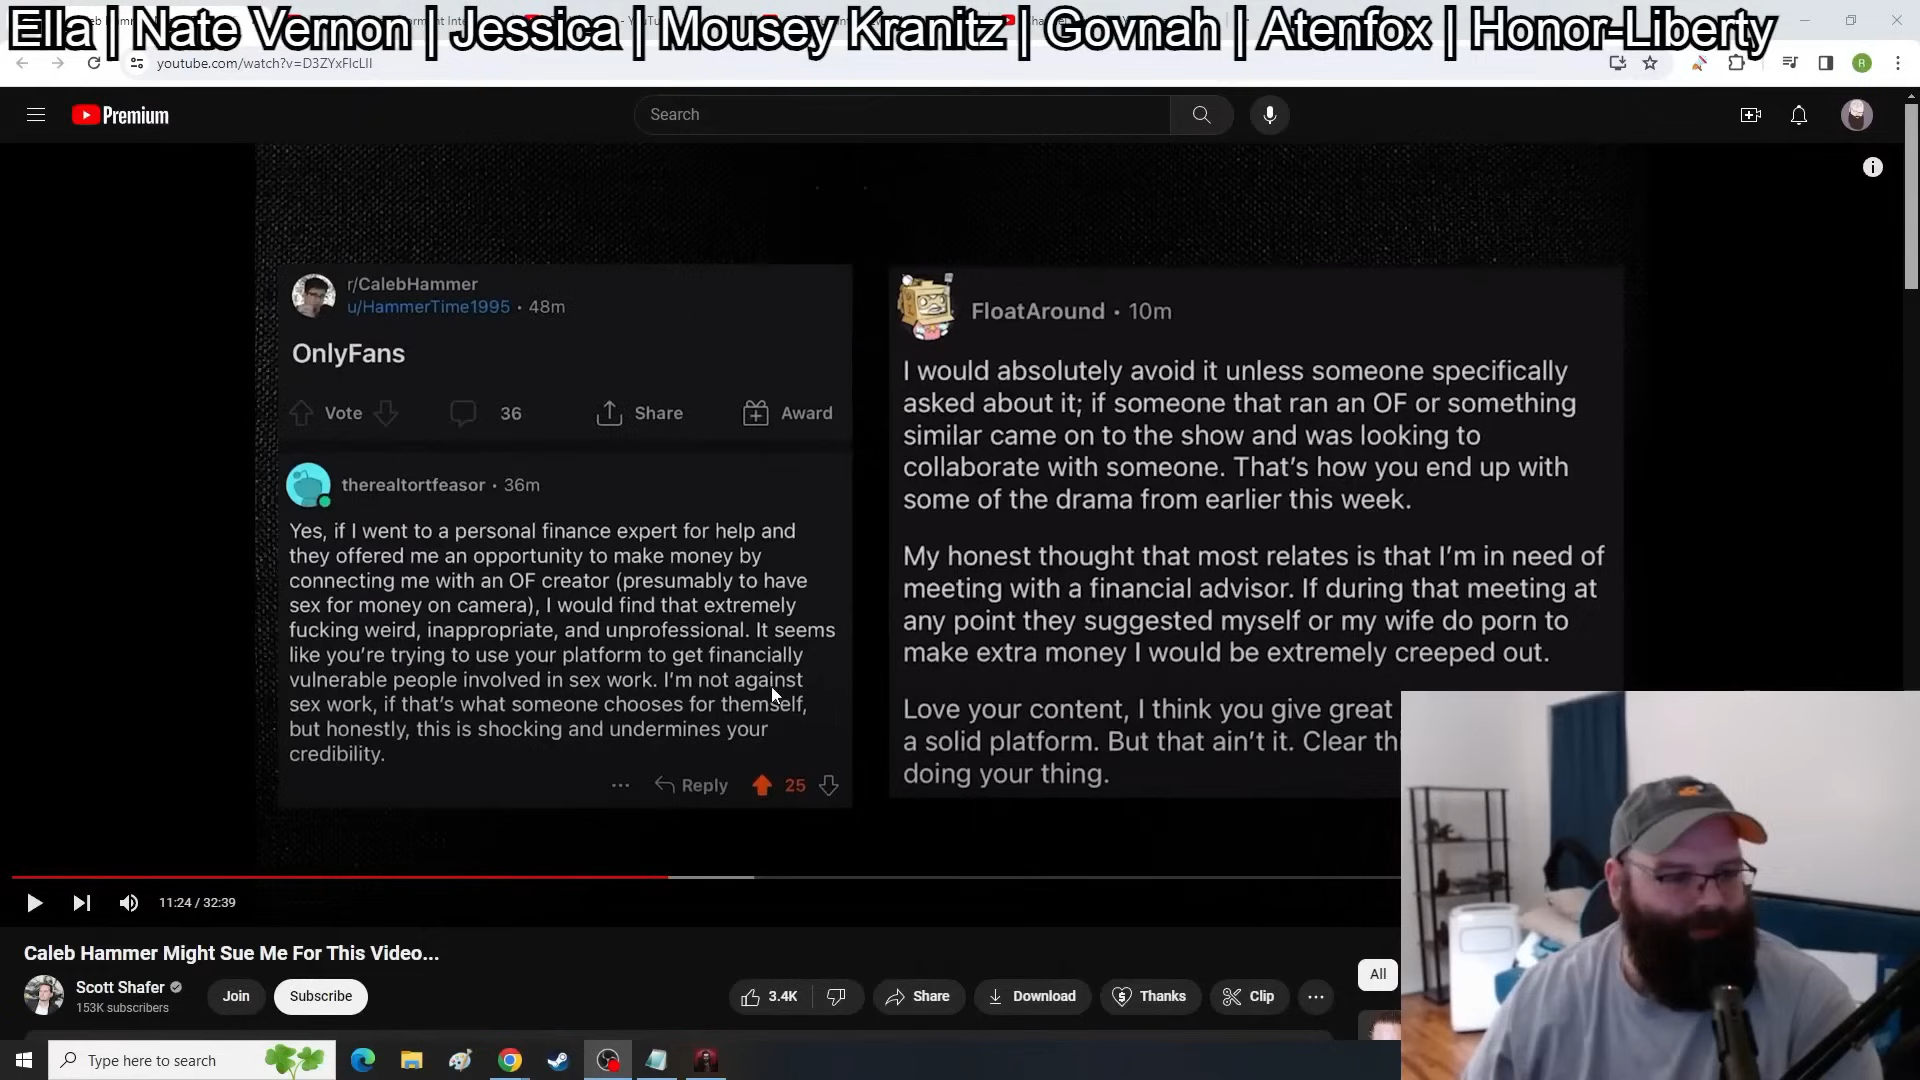 Ella | Nate Vernon | Jessica | Mousey Kranitz | Govnah | Atenfox | Honor-Liberty
youtube.com/watch?v=D3ZYxFIcLII
R
Premium
Search
r/CalebHammer
u/HammerTime1995 • 48m
OnlyFans
Vote 36 Share Award
therealtortfeasor • 36m
Yes, if I went to a personal finance expert for help and
they offered me an opportunity to make money by
connecting me with an OF creator (presumably to have
sex for money on camera), I would find that extremely
fucking weird, inappropriate, and unprofessional. It seems
like you're trying to use your platform to get financially
vulnerable people involved in sex work. I'm not against
sex work, if that's what someone chooses for themself,
but honestly, this is shocking and undermines your
credibility.
... Reply 25
FloatAround • 10m
I would absolutely avoid it unless someone specifically
asked about it; if someone that ran an OF or something
similar came on to the show and was looking to
collaborate with someone. That's how you end up with
some of the drama from earlier this week.
My honest thought that most relates is that I'm in need of
meeting with a financial advisor. If during that meeting at
any point they suggested myself or my wife do porn to
make extra money I would be extremely creeped out.
Love your content, I think you give great
a solid platform. But that ain't it. Clear thi
doing your thing.
11:24 / 32:39
Caleb Hammer Might Sue Me For This Video...
Scott Shafer
153K subscribers
Join
Subscribe
3.4K
Share
Download
Thanks
Clip
...
All
Type here to search